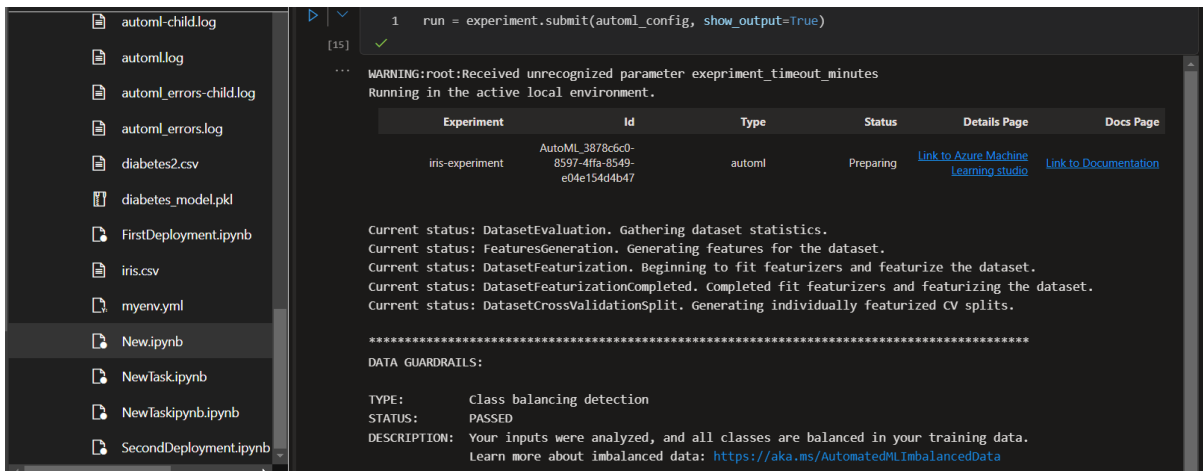 automl-child.log
automl.log
automl_errors-child.log
automl_errors.log
diabetes2.csv
diabetes_model.pkl
FirstDeployment.ipynb
iris.csv
myenv.yml
New.ipynb
NewTask.ipynb
NewTaskipynb.ipynb
SecondDeployment.ipynb
1 run = experiment.submit(automl_config, show_output=True)
[15]
...
WARNING:root:Received unrecognized parameter exepriment_timeout_minutes
Running in the active local environment.
Experiment Id Type Status Details Page Docs Page
iris-experiment AutoML_3878c6c0- automl Preparing Link to Azure Machine Link to Documentation
8597-4ffa-8549- Learning studio
e04e154d4b47
Current status: DatasetEvaluation. Gathering dataset statistics.
Current status: FeaturesGeneration. Generating features for the dataset.
Current status: DatasetFeaturization. Beginning to fit featurizers and featurize the dataset.
Current status: DatasetFeaturizationCompleted. Completed fit featurizers and featurizing the dataset.
Current status: DatasetCrossValidationSplit. Generating individually featurized CV splits.
****************************************************************************************************
DATA GUARDRAILS:
TYPE: Class balancing detection
STATUS: PASSED
DESCRIPTION: Your inputs were analyzed, and all classes are balanced in your training data.
Learn more about imbalanced data: https://aka.ms/AutomatedMLImbalancedData